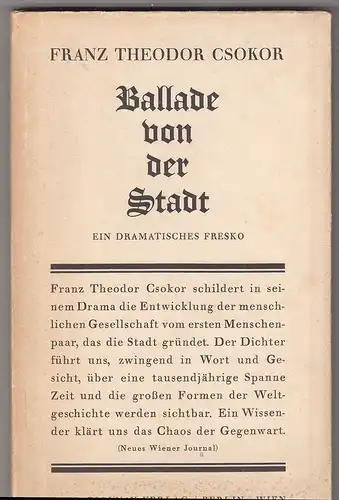 FRANZ THEODOR CSOKOR
Ballade
von
der
Stadt
EIN DRAMATISCHES FRESKO
Franz Theodor Csokor schildert in sei-
nem Drama die Entwicklung der mensch-
lichen Gesellschaft vom ersten Menschen-
paar, das die Stadt gründet. Der Dichter
führt uns, zwingend in Wort und Ge-
sicht, über eine tausendjährige Spanne
Zeit und die großen Formen der Welt-
geschichte werden sichtbar. Ein Wissen-
der klärt uns das Chaos der Gegenwart.
(Neues Wiener Journal)
VERLAG / BERLIN · WIEN